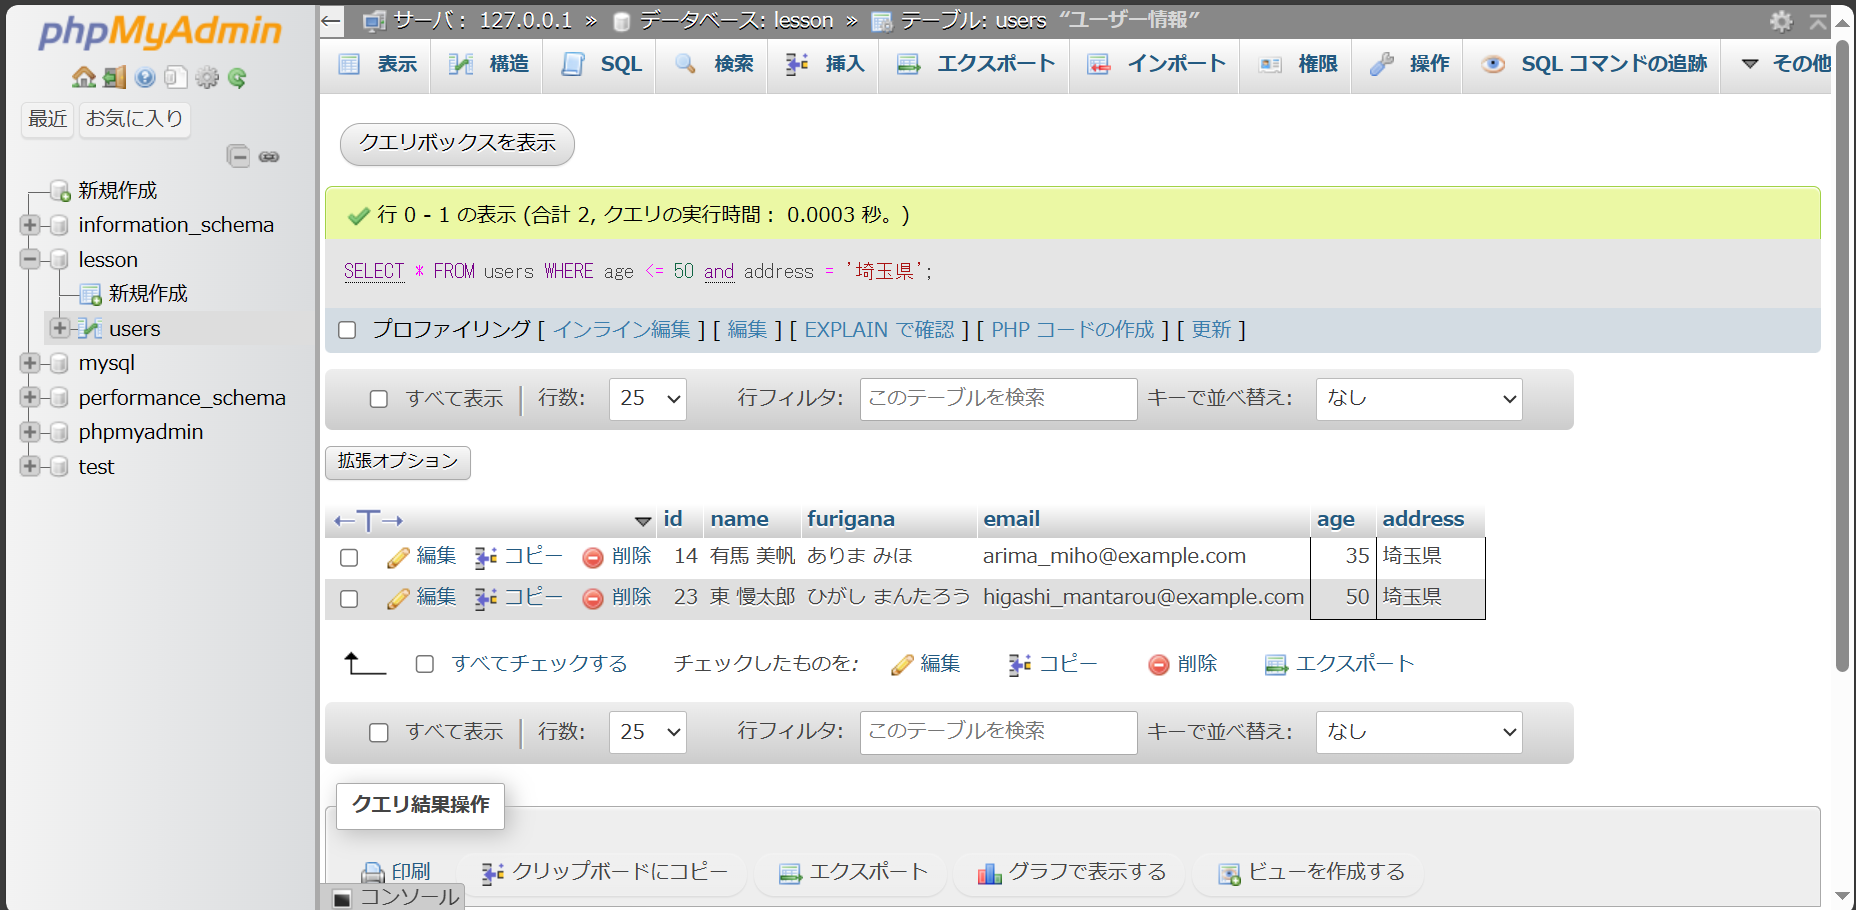 phpMyAdmin
最近 お気に入り
新規作成
information_schema
lesson
新規作成
users
mysql
performance_schema
phpmyadmin
test
サーバ： 127.0.0.1 » データベース: lesson » テーブル: users “ユーザー情報”
表示 構造 SQL 検索 挿入 エクスポート インポート 権限 操作 SQL コマンドの追跡 その他
クエリボックスを表示
行 0 - 1 の表示 (合計 2, クエリの実行時間： 0.0003 秒。)
SELECT * FROM users WHERE age <= 50 and address = '埼玉県';
プロファイリング [ インライン編集 ] [ 編集 ] [ EXPLAIN で確認 ] [ PHP コードの作成 ] [ 更新 ]
すべて表示 行数: 25 行フィルタ: このテーブルを検索 キーで並べ替え: なし
拡張オプション
←T→ id name furigana email age address
編集 コピー 削除 14 有馬 美帆 ありま みほ arima_miho@example.com 35 埼玉県
編集 コピー 削除 23 東 慢太郎 ひがし まんたろう higashi_mantarou@example.com 50 埼玉県
すべてチェックする チェックしたものを: 編集 コピー 削除 エクスポート
すべて表示 行数: 25 行フィルタ: このテーブルを検索 キーで並べ替え: なし
クエリ結果操作
印刷 クリップボードにコピー エクスポート グラフで表示する ビューを作成する
コンソール